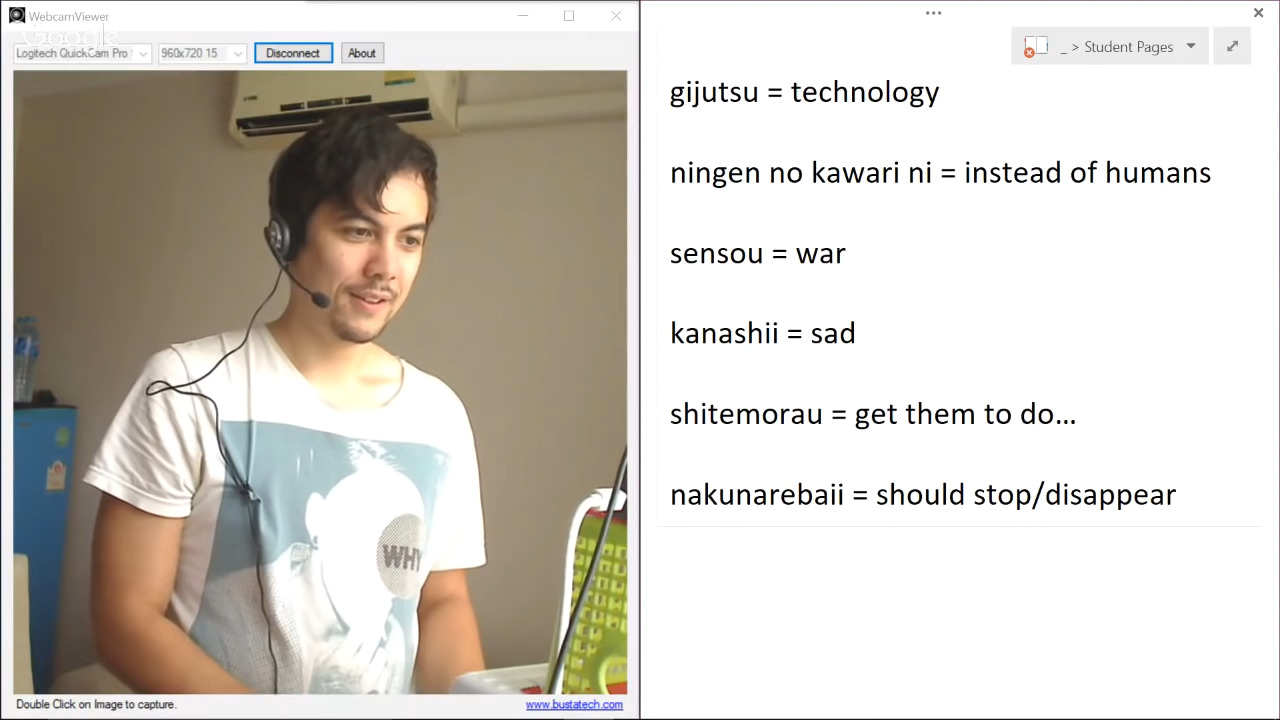 WebcamViewer
Google
Logitech QuickCam Pro
960x720 15
Disconnect
About
WHY
Double Click on Image to capture.
www.bustatech.com
_ > Student Pages
gijutsu = technology
ningen no kawari ni = instead of humans
sensou = war
kanashii = sad
shitemorau = get them to do...
nakunarebaii = should stop/disappear